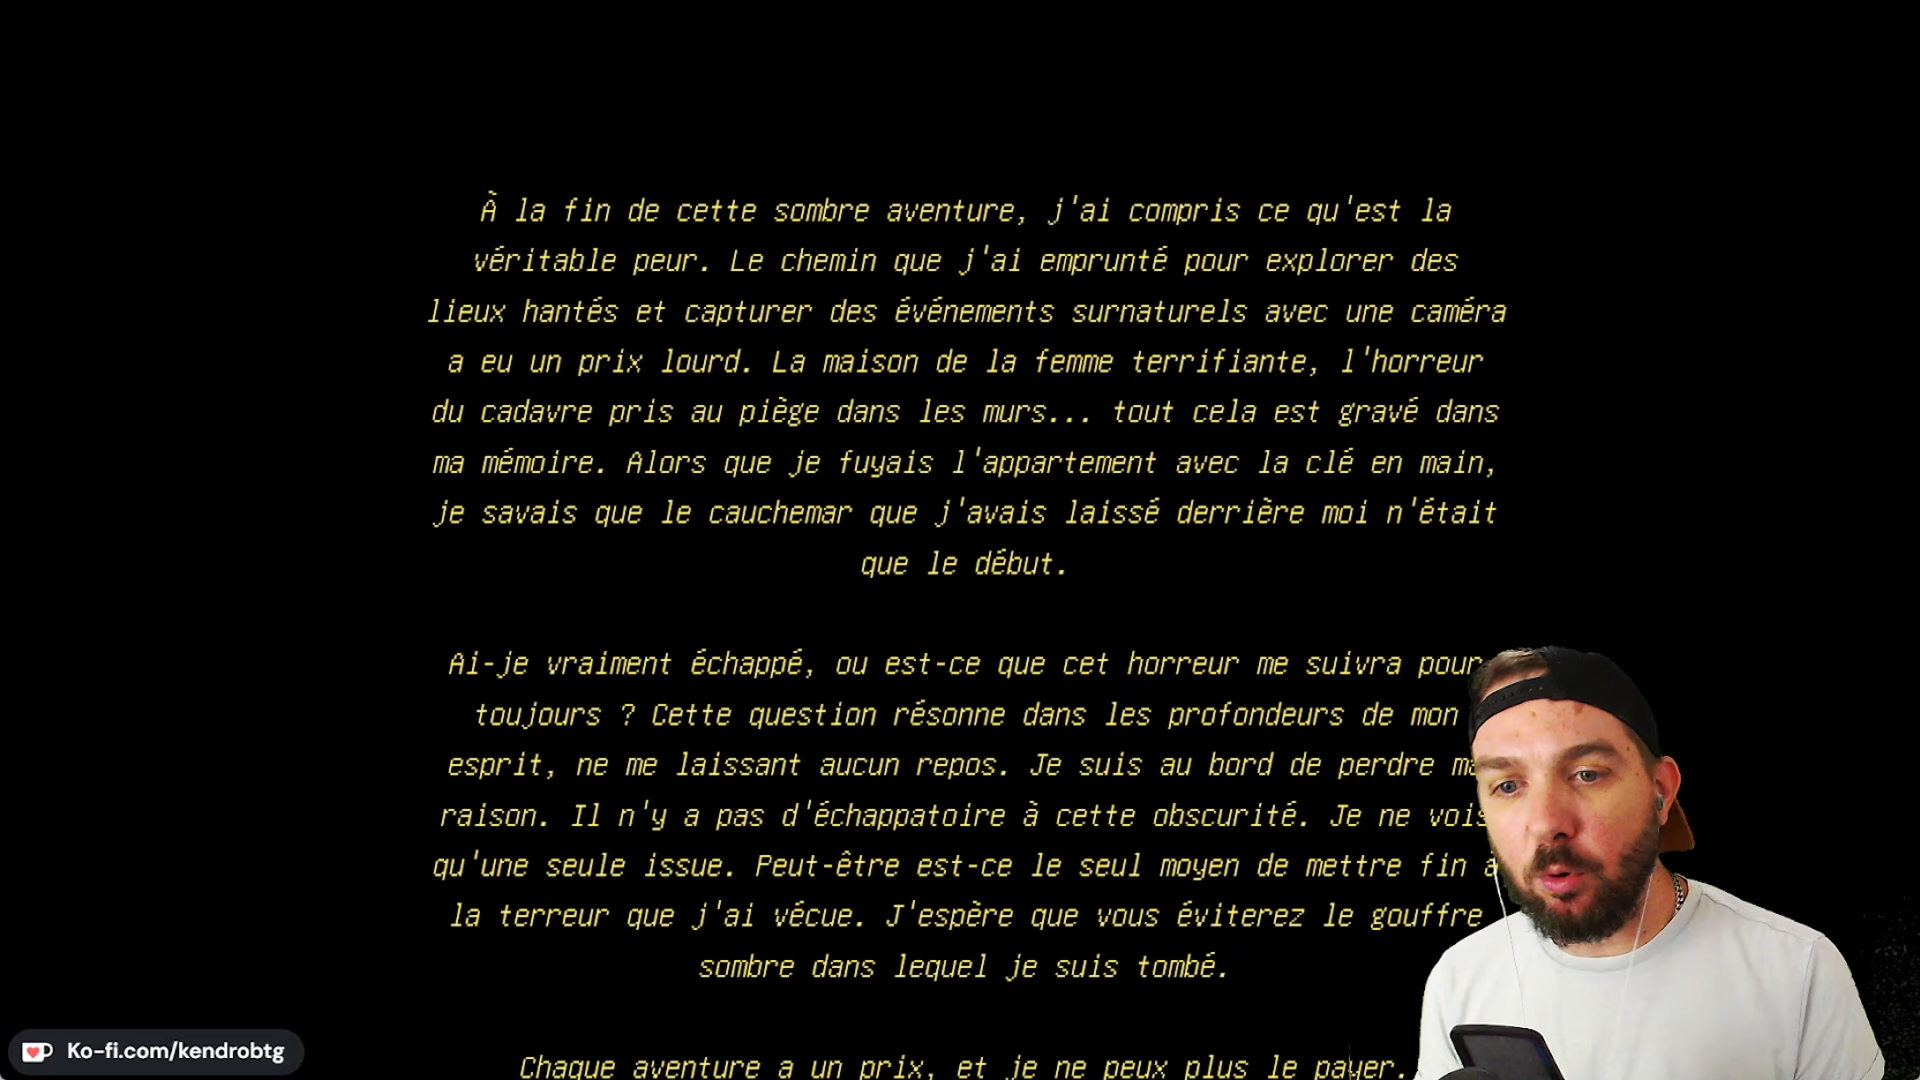 À la fin de cette sombre aventure, j'ai compris ce qu'est la
véritable peur. Le chemin que j'ai emprunté pour explorer des
lieux hantés et capturer des événements surnaturels avec une caméra
a eu un prix lourd. La maison de la femme terrifiante, l'horreur
du cadavre pris au piège dans les murs... tout cela est gravé dans
ma mémoire. Alors que je fuyais l'appartement avec la clé en main,
je savais que le cauchemar que j'avais laissé derrière moi n'était
que le début.
Ai-je vraiment échappé, ou est-ce que cet horreur me suivra pour
toujours ? Cette question résonne dans les profondeurs de mon
esprit, ne me laissant aucun repos. Je suis au bord de perdre ma
raison. Il n'y a pas d'échappatoire à cette obscurité. Je ne vois
qu'une seule issue. Peut-être est-ce le seul moyen de mettre fin à
la terreur que j'ai vécue. J'espère que vous éviterez le gouffre
sombre dans lequel je suis tombé.
Chaque aventure a un prix, et je ne peux plus le payer.
Ko-fi.com/kendrobtg